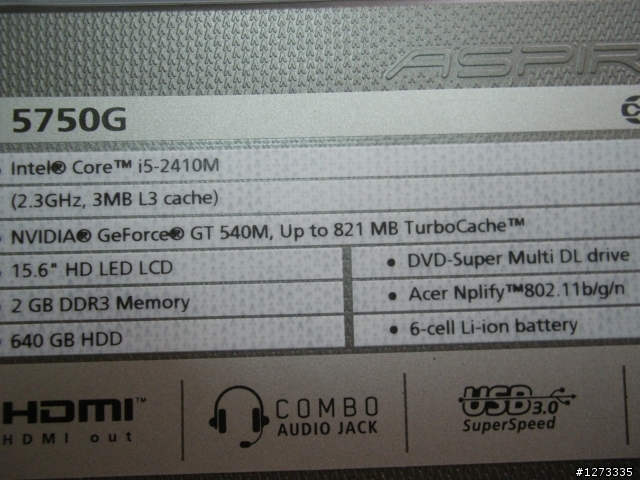 ASPIR
5750G
Intel® Core™ i5-2410M
(2.3GHz, 3MB L3 cache)
NVIDIA® GeForce® GT 540M, Up to 821 MB TurboCache™
15.6" HD LED LCD
2 GB DDR3 Memory
640 GB HDD
• DVD-Super Multi DL drive
• Acer Nplify™802.11b/g/n
• 6-cell Li-ion battery
HDMI™
HDMI out
COMBO
AUDIO JACK
USB 3.0
SuperSpeed
#1273335